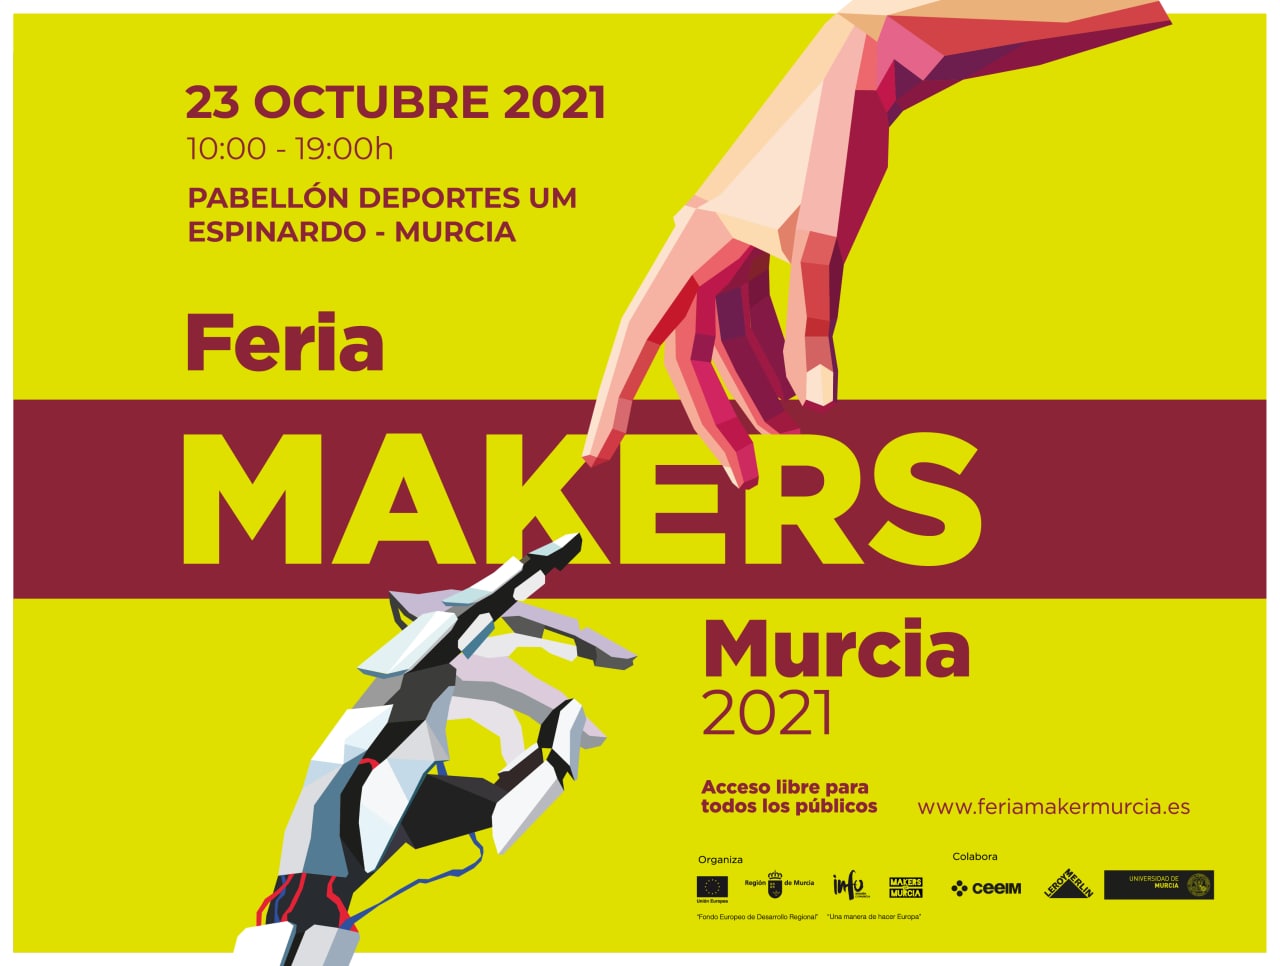 23 OCTUBRE 2021
10:00 - 19:00h
PABELLÓN DEPORTES UM
ESPINARDO - MURCIA
Feria
MAKERS
Murcia
2021
Acceso libre para
todos los públicos
www.feriamakermurcia.es
Organiza
Unión Europea
Región de Murcia
info
MAKERS
MURCIA
"Fondo Europeo de Desarrollo Regional"
"Una manera de hacer Europa"
Colabora
CEEIM
LEROY MERLIN
UNIVERSIDAD DE
MURCIA